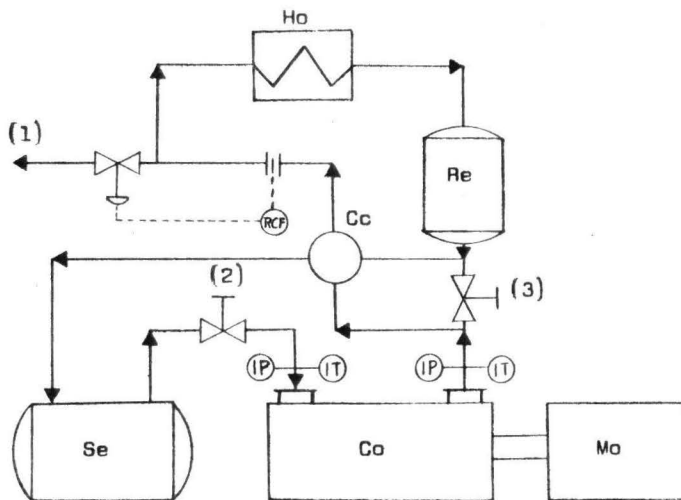 Ho
(1)
Re
RCF
Cc
(2)
(3)
IP
IT
IP
IT
Se
Co
Mo